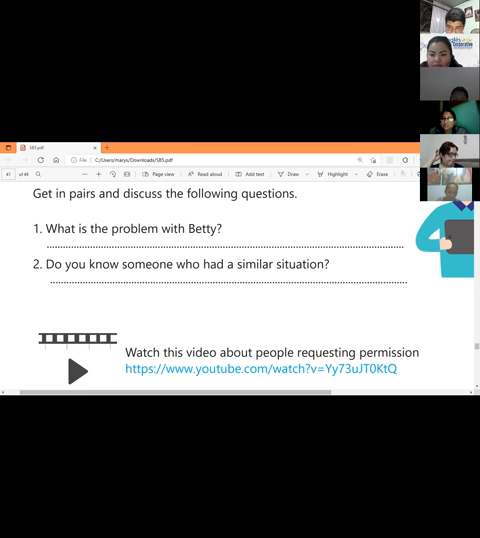 SB5.pdf
File
C:/Users/marys/Downloads/SB5.pdf
41 of 48
Page view
Read aloud
Add text
Draw
Highlight
Erase
Get in pairs and discuss the following questions.
1. What is the problem with Betty?
2. Do you know someone who had a similar situation?
Watch this video about people requesting permission
https://www.youtube.com/watch?v=Yy73uJT0KtQ